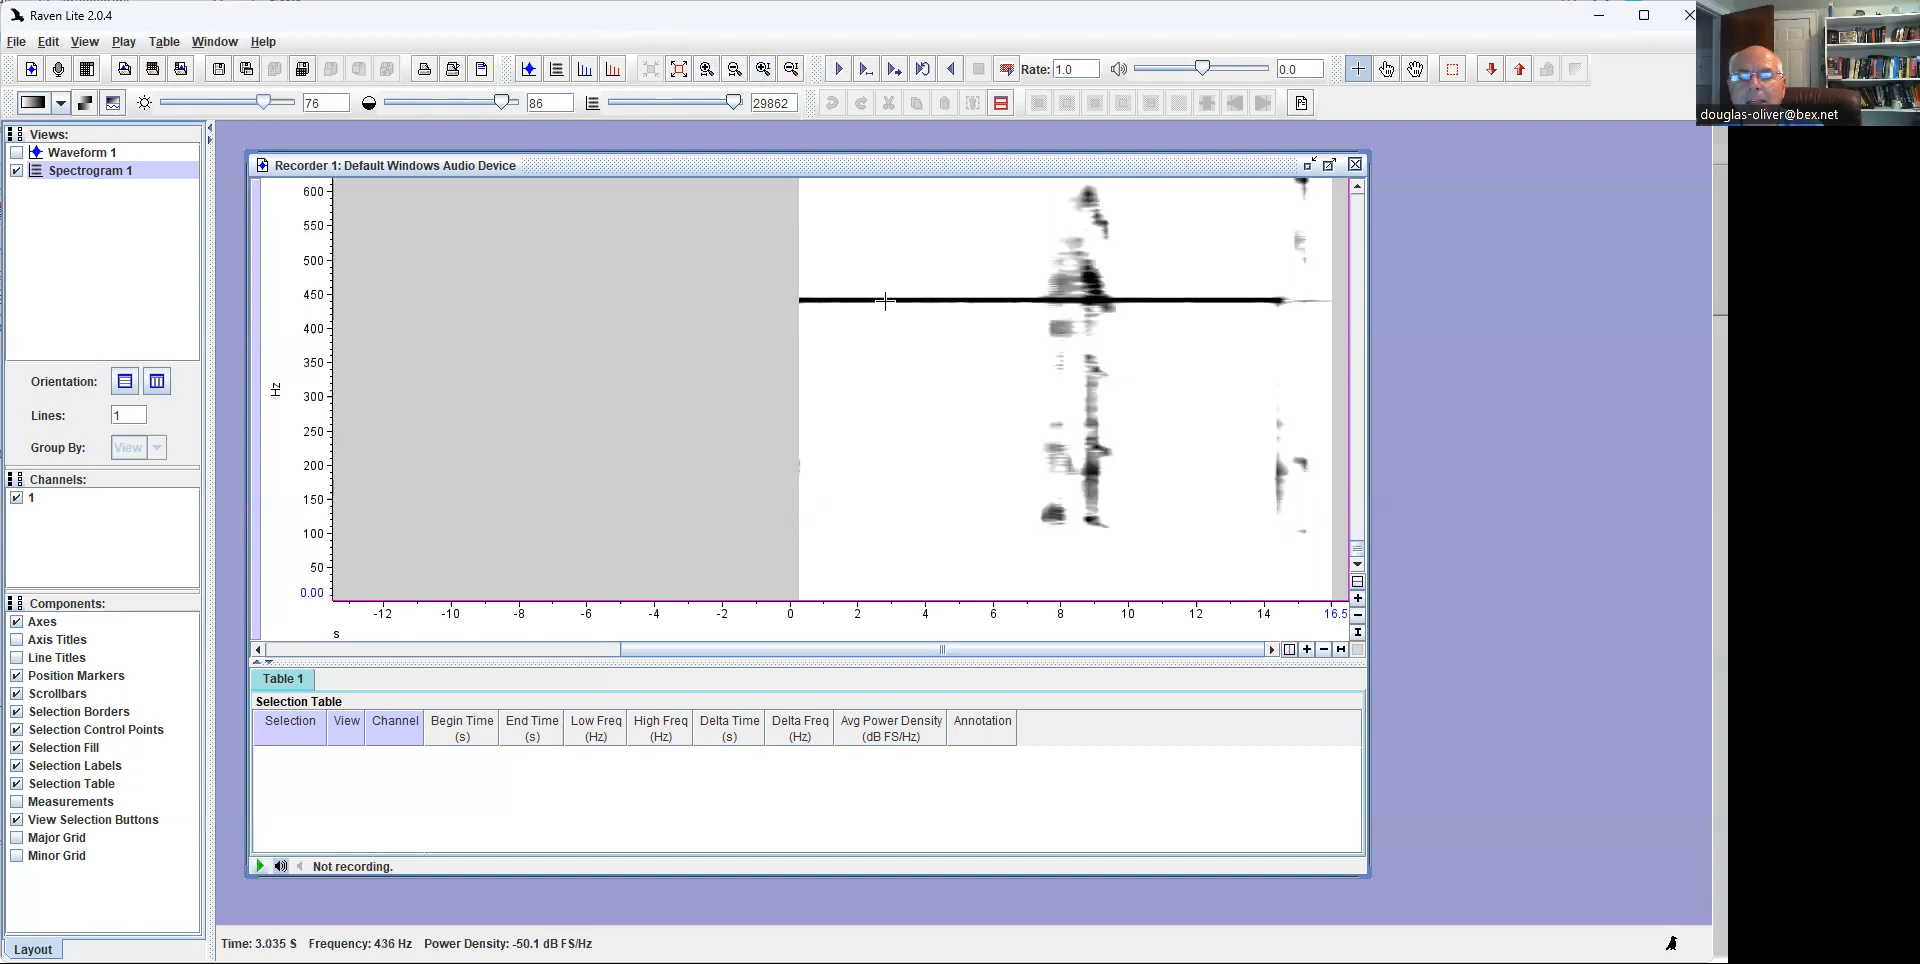 Raven Lite 2.0.4
File Edit View Play Table Window Help
Rate: 1.0 0.0
76 86 29862
douglas-oliver@bex.net
Views:
Waveform 1
Spectrogram 1
Orientation:
Lines: 1
Group By: View
Channels:
1
Components:
Axes
Axis Titles
Line Titles
Position Markers
Scrollbars
Selection Borders
Selection Control Points
Selection Fill
Selection Labels
Selection Table
Measurements
View Selection Buttons
Major Grid
Minor Grid
Layout
Recorder 1: Default Windows Audio Device
600
550
500
450
400
350
Hz
300
250
200
150
100
50
0.00
-12 -10 -8 -6 -4 -2 0 2 4 6 8 10 12 14 16.5
s
Table 1
Selection Table
Selection View Channel Begin Time (s) End Time (s) Low Freq (Hz) High Freq (Hz) Delta Time (s) Delta Freq (Hz) Avg Power Density (dB FS/Hz) Annotation
Not recording.
Time: 3.035 S Frequency: 436 Hz Power Density: -50.1 dB FS/Hz